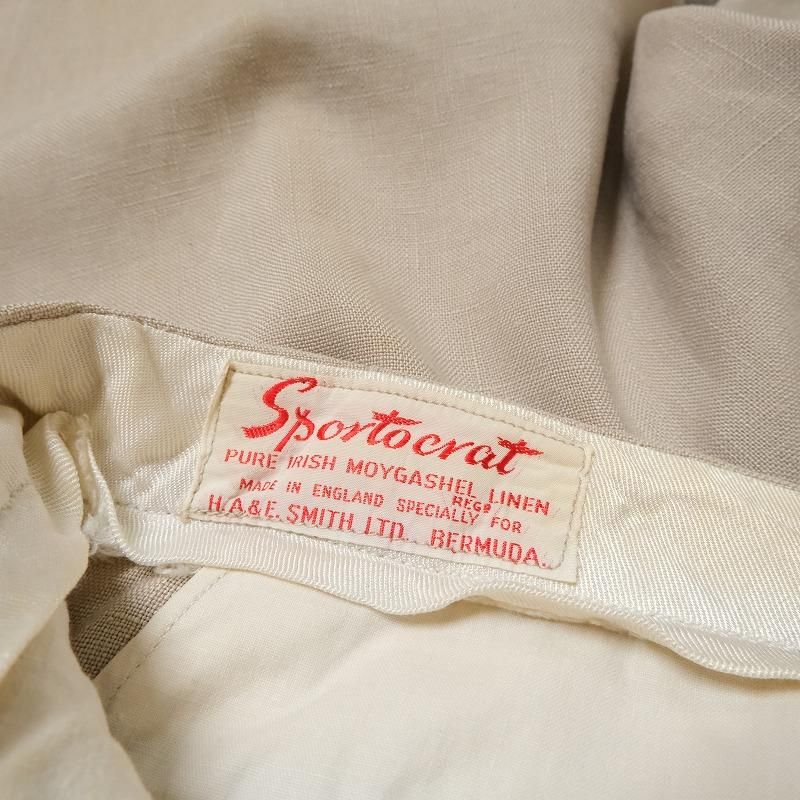 Sportocrat
PURE IRISH MOYGASHEL LINEN
REGD
MADE IN ENGLAND SPECIALLY FOR
H.A&E. SMITH LTD. BERMUDA.